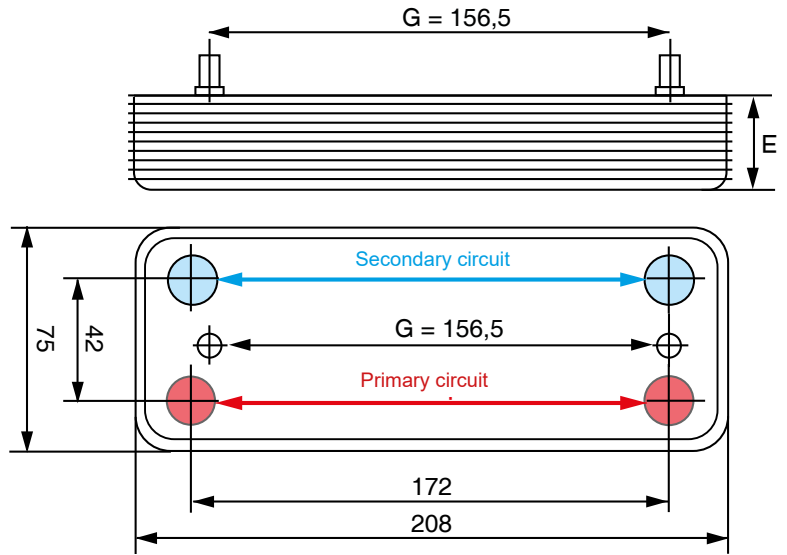 G = 156,5
E
Secondary circuit
G = 156,5
Primary circuit
75
42
172
208